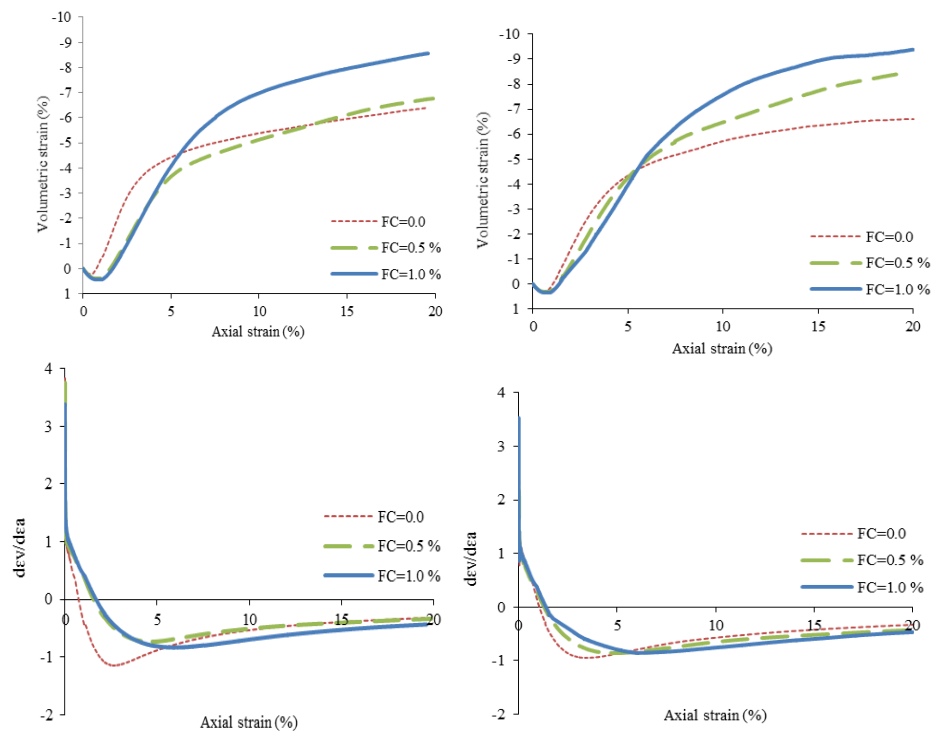 -10
-9
-8
-7
-6
-5
-4
-3
-2
-1
0
1
Volumetric strain (%)
FC=0.0
FC=0.5 %
FC=1.0 %
0 5 10 15 20
Axial strain (%)
-10
-9
-8
-7
-6
-5
-4
-3
-2
-1
0
1
Volumetric strain (%)
FC=0.0
FC=0.5 %
FC=1.0 %
0 5 10 15 20
Axial strain (%)
4
3
2
1
0
-1
-2
dεv/dεa
FC=0.0
FC=0.5 %
FC=1.0 %
0 5 10 15 20
Axial strain (%)
4
3
2
1
0
-1
-2
dεv/dεa
FC=0.0
FC=0.5 %
FC=1.0 %
0 5 10 15 20
Axial strain (%)